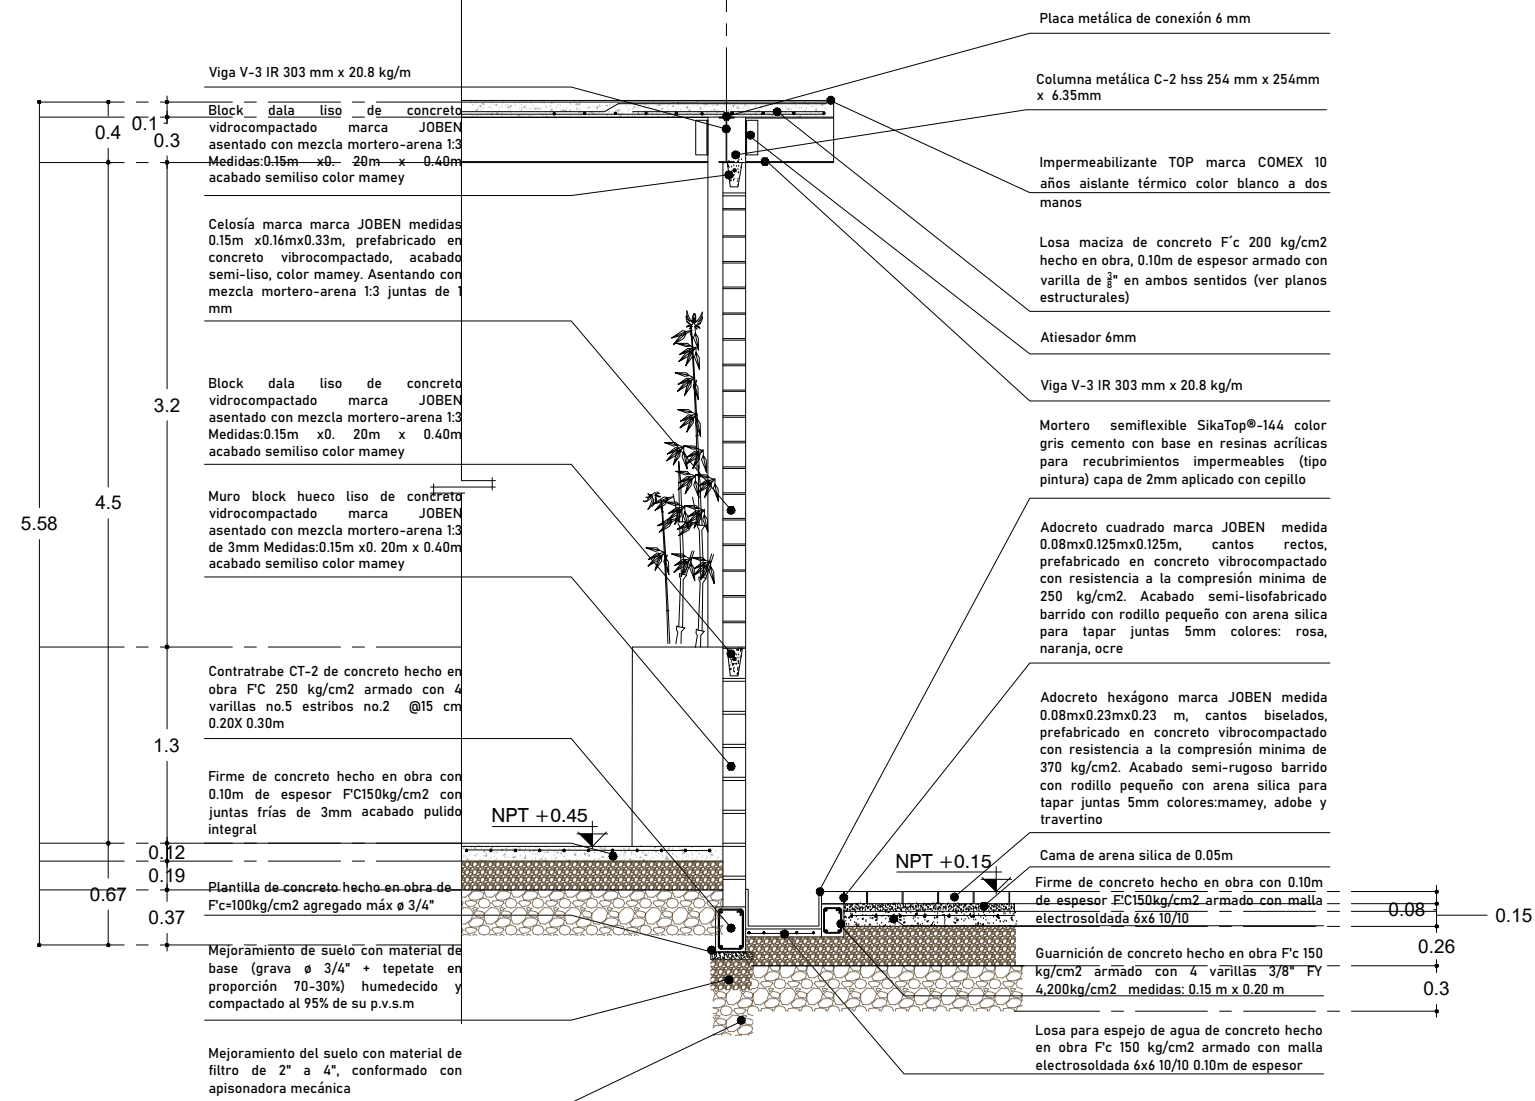 Viga V-3 IR 303 mm x 20.8 kg/m
Block dala liso de concreto
vidrocompactado marca JOBEN
asentado con mezcla mortero-arena 1:3
Medidas:0.15m x0. 20m x 0.40m
acabado semiliso color mamey
Celosía marca marca JOBEN medidas
0.15m x0.16mx0.33m, prefabricado en
concreto vibrocompactado, acabado
semi-liso, color mamey. Asentando con
mezcla mortero-arena 1:3 juntas de 1
mm
Block dala liso de concreto
vidrocompactado marca JOBEN
asentado con mezcla mortero-arena 1:3
Medidas:0.15m x0. 20m x 0.40m
acabado semiliso color mamey
Muro block hueco liso de concreto
vidrocompactado marca JOBEN
asentado con mezcla mortero-arena 1:3
de 3mm Medidas:0.15m x0. 20m x 0.40m
acabado semiliso color mamey
Contratrabe CT-2 de concreto hecho en
obra F'C 250 kg/cm2 armado con 4
varillas no.5 estribos no.2 @15 cm
0.20X 0.30m
Firme de concreto hecho en obra con
0.10m de espesor F'C150kg/cm2 con
juntas frías de 3mm acabado pulido
integral
Plantilla de concreto hecho en obra de
F'c=100kg/cm2 agregado máx ø 3/4"
Mejoramiento de suelo con material de
base (grava ø 3/4" + tepetate en
proporción 70-30%) humedecido y
compactado al 95% de su p.v.s.m
Mejoramiento del suelo con material de
filtro de 2" a 4", conformado con
apisonadora mecánica
5.58
0.4
4.5
0.67
0.1
0.3
3.2
1.3
0.12
0.19
0.37
NPT +0.45
NPT +0.15
Placa metálica de conexión 6 mm
Columna metálica C-2 hss 254 mm x 254mm
x 6.35mm
Impermeabilizante TOP marca COMEX 10
años aislante térmico color blanco a dos
manos
Losa maciza de concreto F´c 200 kg/cm2
hecho en obra, 0.10m de espesor armado con
varilla de 3/8" en ambos sentidos (ver planos
estructurales)
Atiesador 6mm
Viga V-3 IR 303 mm x 20.8 kg/m
Mortero semiflexible SikaTop®-144 color
gris cemento con base en resinas acrílicas
para recubrimientos impermeables (tipo
pintura) capa de 2mm aplicado con cepillo
Adocreto cuadrado marca JOBEN medida
0.08mx0.125mx0.125m, cantos rectos,
prefabricado en concreto vibrocompactado
con resistencia a la compresión minima de
250 kg/cm2. Acabado semi-lisofabricado
barrido con rodillo pequeño con arena silica
para tapar juntas 5mm colores: rosa,
naranja, ocre
Adocreto hexágono marca JOBEN medida
0.08mx0.23mx0.23 m, cantos biselados,
prefabricado en concreto vibrocompactado
con resistencia a la compresión minima de
370 kg/cm2. Acabado semi-rugoso barrido
con rodillo pequeño con arena silica para
tapar juntas 5mm colores:mamey, adobe y
travertino
Cama de arena silica de 0.05m
Firme de concreto hecho en obra con 0.10m
de espesor F'C150kg/cm2 armado con malla
electrosoldada 6x6 10/10
Guarnición de concreto hecho en obra F'c 150
kg/cm2 armado con 4 varillas 3/8" FY
4,200kg/cm2 medidas: 0.15 m x 0.20 m
Losa para espejo de agua de concreto hecho
en obra F'c 150 kg/cm2 armado con malla
electrosoldada 6x6 10/10 0.10m de espesor
0.08
0.15
0.26
0.3